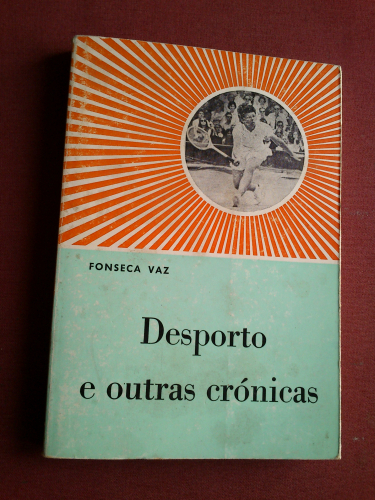 FONSECA VAZ
Desporto
e outras crónicas